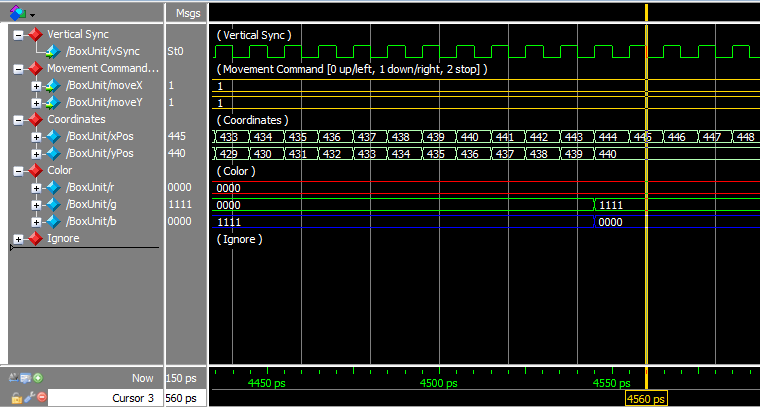 Msgs
Vertical Sync ( Vertical Sync )
/BoxUnit/vSync St0
Movement Command... ( Movement Command [0 up/left, 1 down/right, 2 stop] )
/BoxUnit/moveX 1 1
/BoxUnit/moveY 1 1
Coordinates ( Coordinates )
/BoxUnit/xPos 445 433 434 435 436 437 438 439 440 441 442 443 444 445 446 447 448
/BoxUnit/yPos 440 429 430 431 432 433 434 435 436 437 438 439 440
Color ( Color )
/BoxUnit/r 0000 0000
/BoxUnit/g 1111 0000 1111
/BoxUnit/b 0000 1111 0000
Ignore ( Ignore )
Now 150 ps 4450 ps 4500 ps 4550 ps
Cursor 3 560 ps 4560 ps